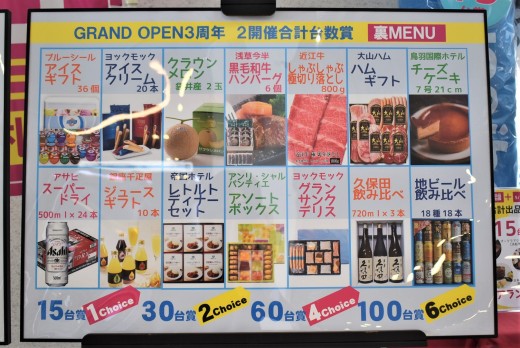 GRAND OPEN3周年 2開催合計台数賞 裏MENU
ブルーシール
アイス
ギフト
36個
ヨックモック
アイス
クリーム
20本
クラウン
メロン
袋井産 2玉
浅草今半
黒毛和牛
ハンバーグ
6個
近江牛
しゃぶしゃぶ
極切り落とし
800g
大山ハム
ハム
ギフト
鳥羽国際ホテル
チーズ
ケーキ
7号21cm
アサヒ
スーパー
ドライ
500ml×24本
ジュース
ギフト
10本
ホテル
レトルト
ディナー
セット
アンリ・シャル
パンティエ
アソート
ボックス
ヨックモック
グラン
サンク
デリス
久保田
飲み比べ
720ml×3本
地ビール
飲み比べ
18種18本
15台賞 1Choice 30台賞 2Choice 60台賞 4Choice 100台賞 6Choice